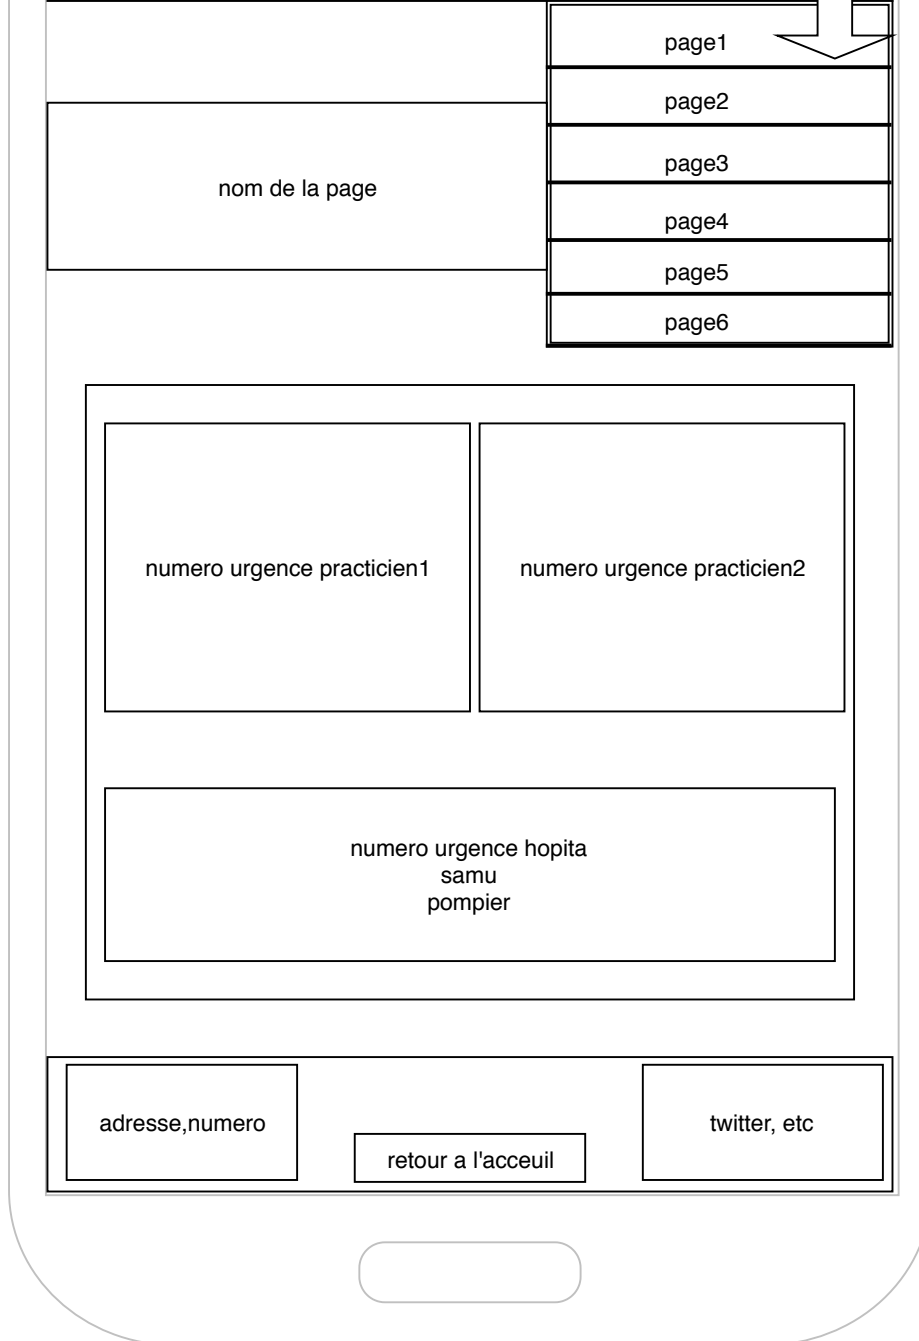 page1
page2
page3
nom de la page
page4
page5
page6
numero urgence practicien1
numero urgence practicien2
numero urgence hopita
samu
pompier
adresse,numero
twitter, etc
retour a l'acceuil